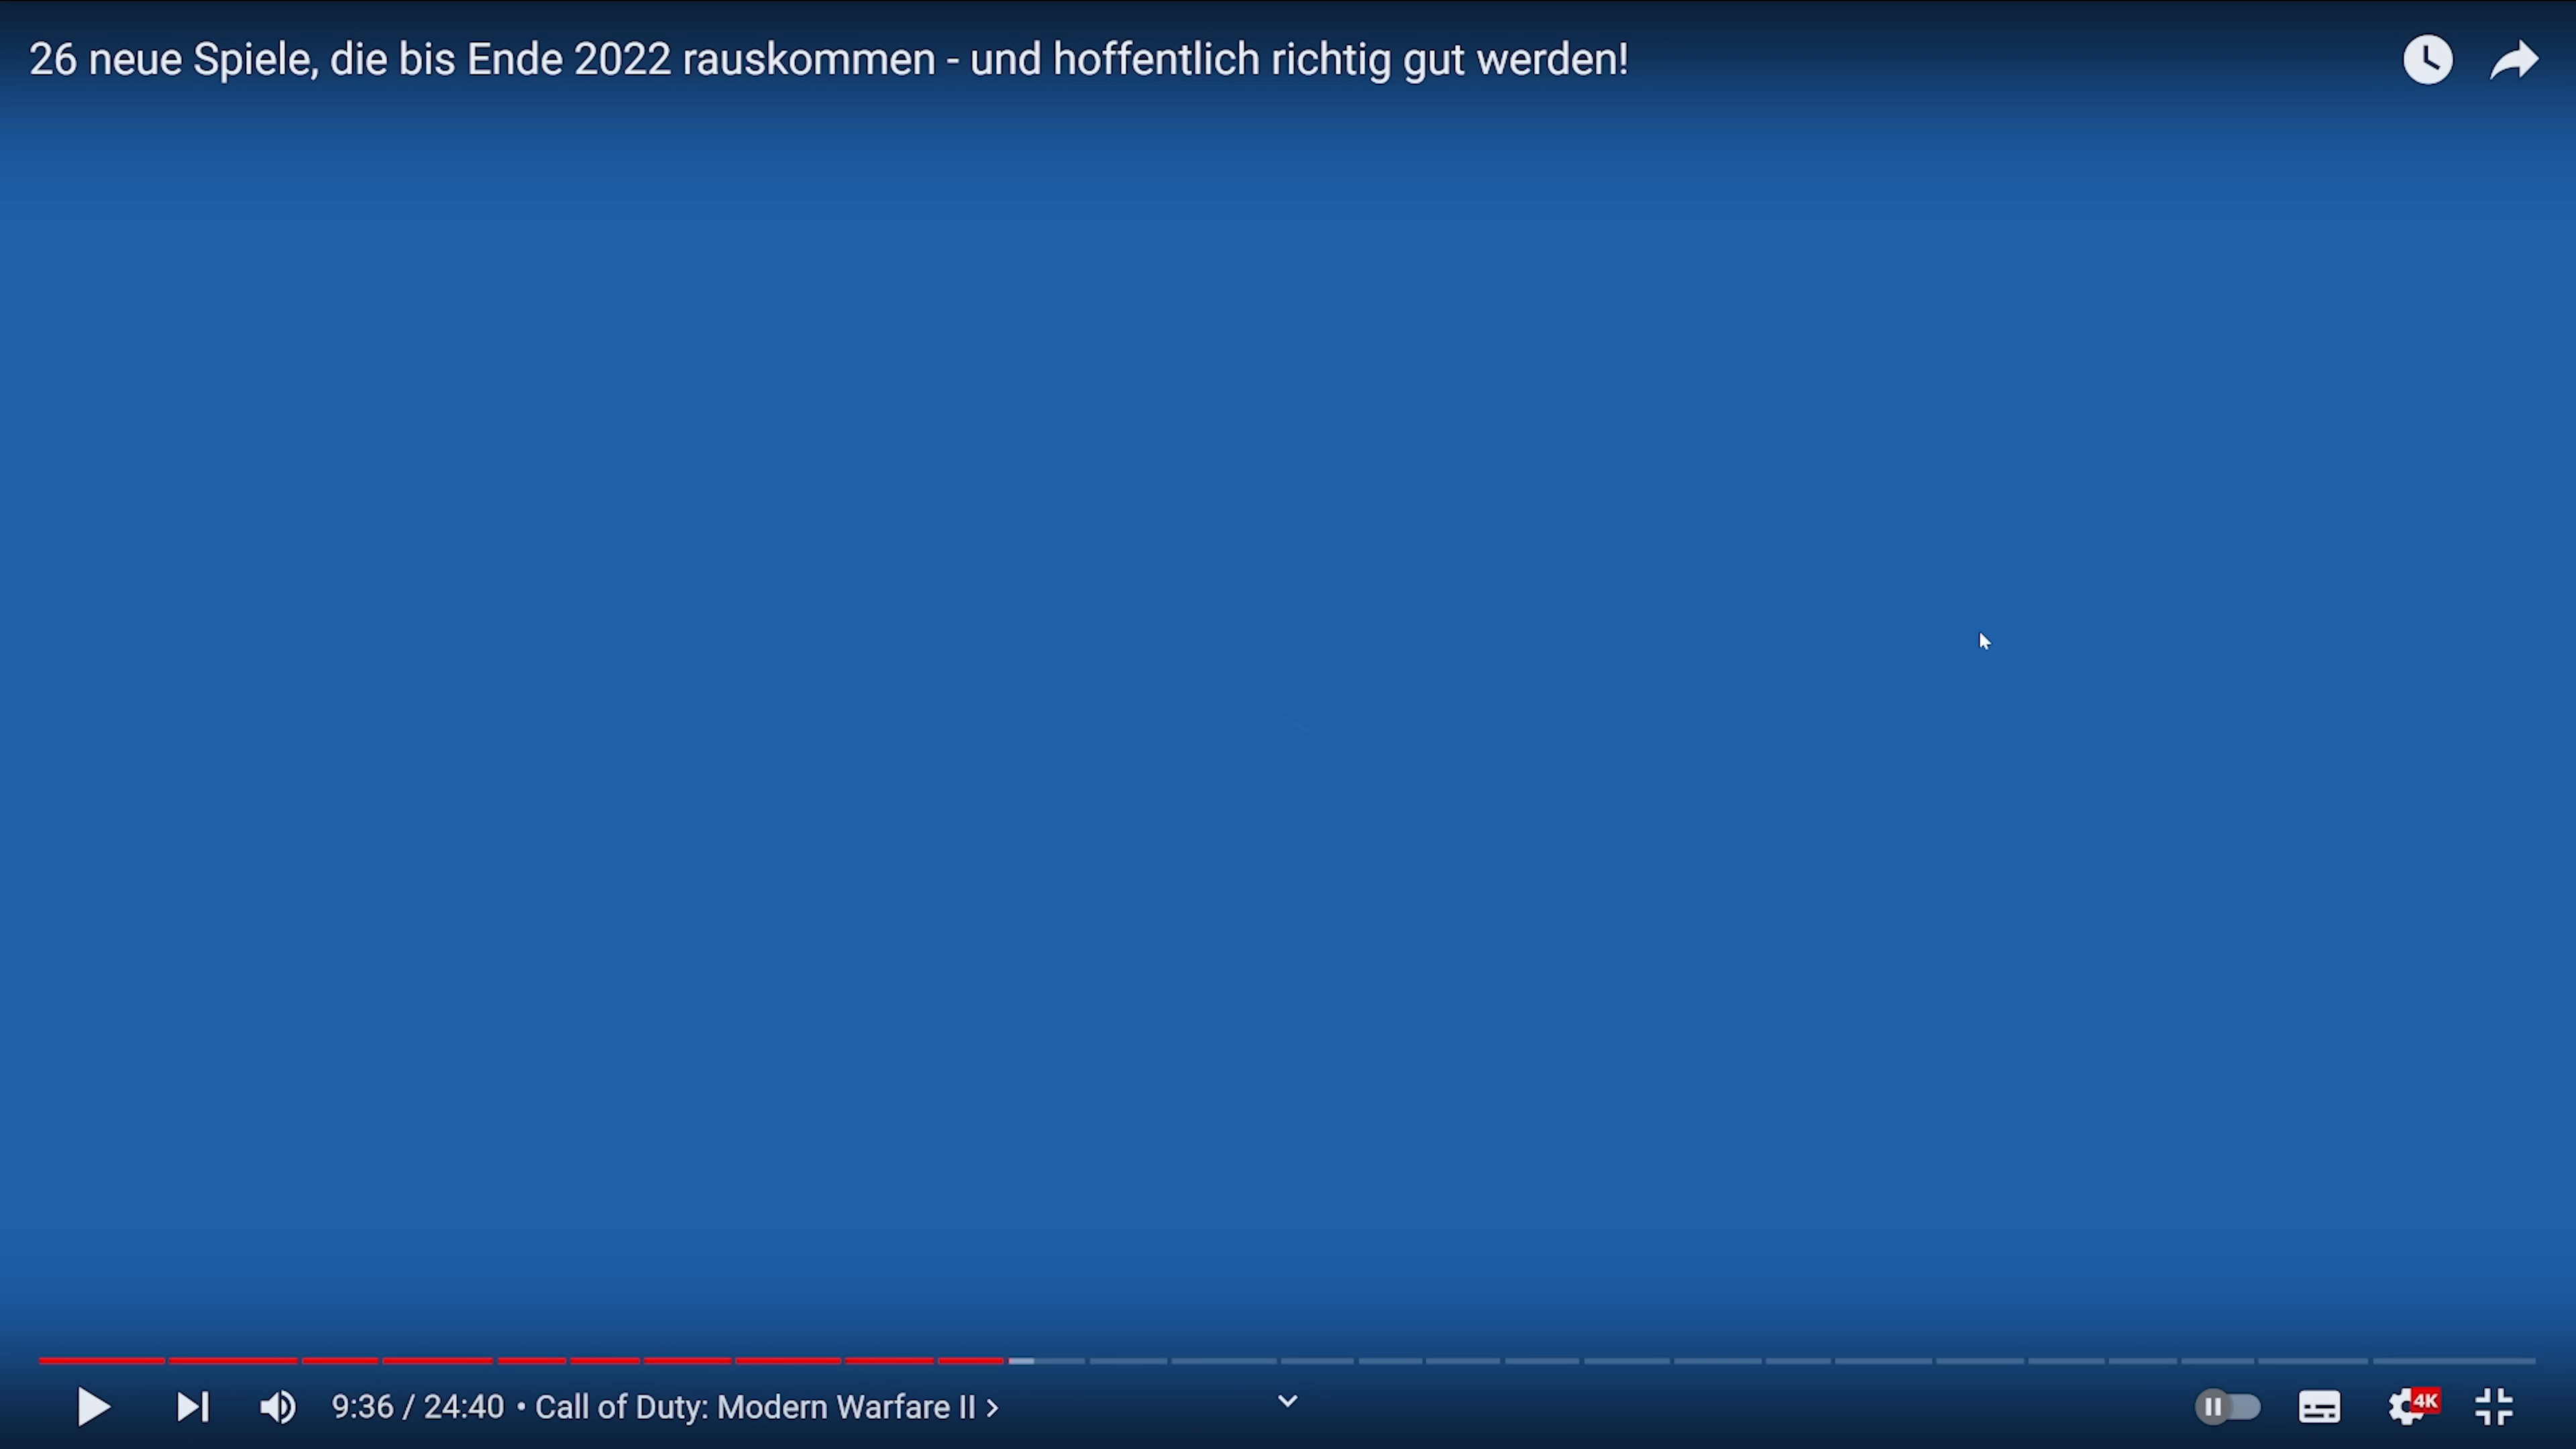 26 neue Spiele, die bis Ende 2022 rauskommen - und hoffentlich richtig gut werden!
9:36 / 24:40 • Call of Duty: Modern Warfare II >
4K